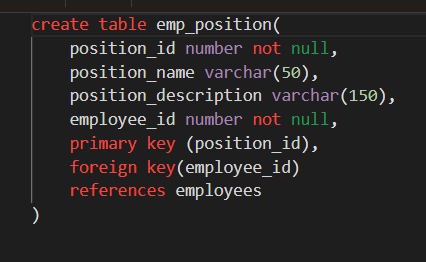 create table emp_position(
position_id number not null,
position_name varchar(50),
position_description varchar(150),
employee_id number not null,
primary key (position_id),
foreign key(employee_id)
references employees
)